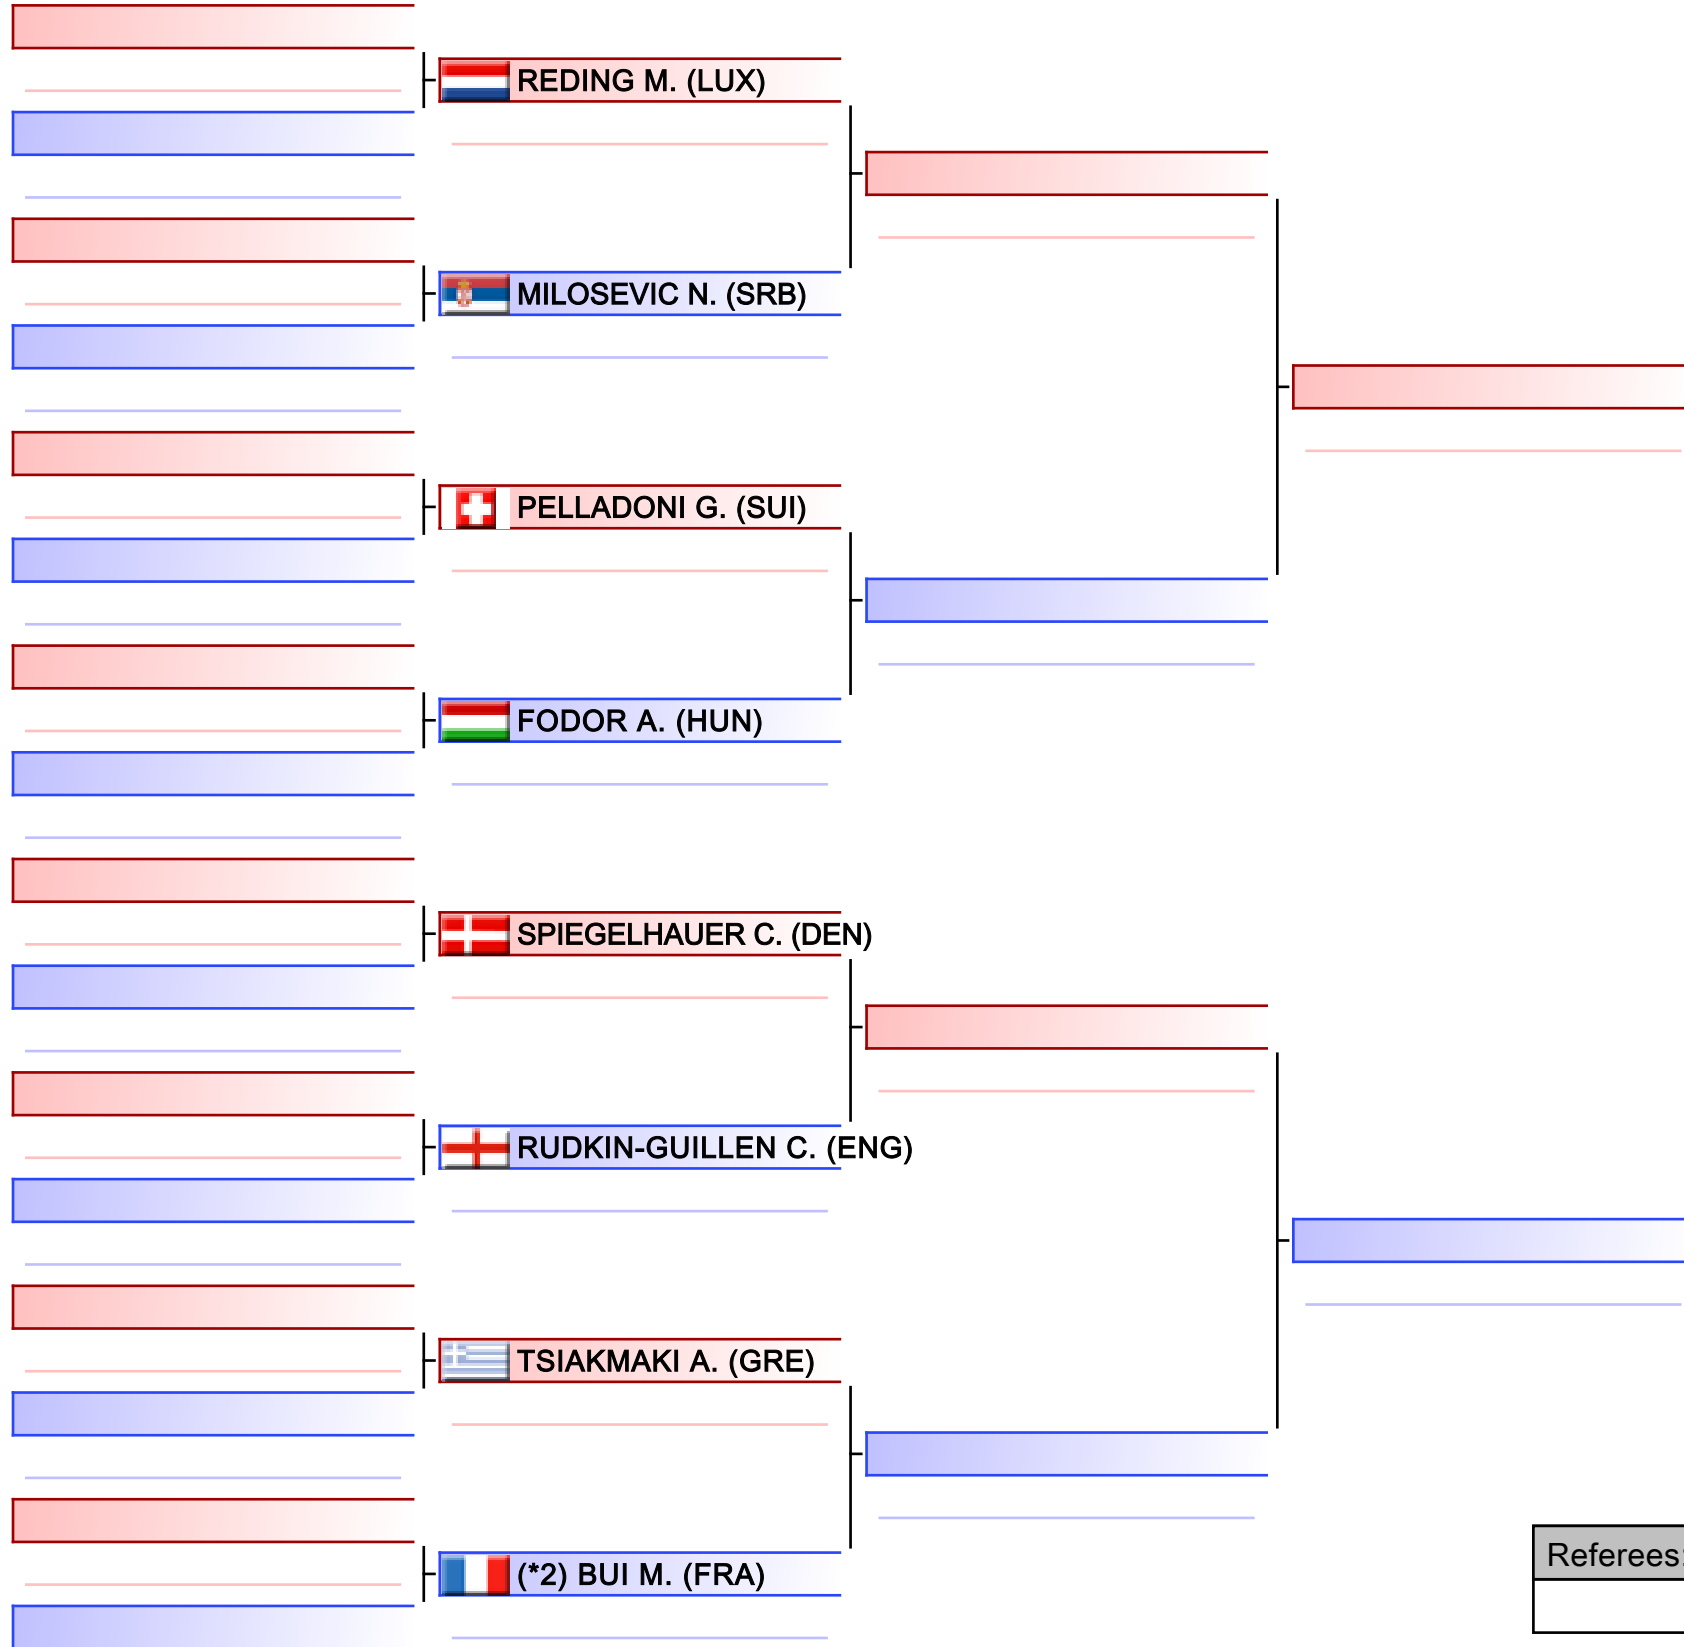 REDING M. (LUX)
MILOSEVIC N. (SRB)
PELLADONI G. (SUI)
FODOR A. (HUN)
SPIEGELHAUER C. (DEN)
RUDKIN-GUILLEN C. (ENG)
TSIAKMAKI A. (GRE)
(*2) BUI M. (FRA)
Referees: